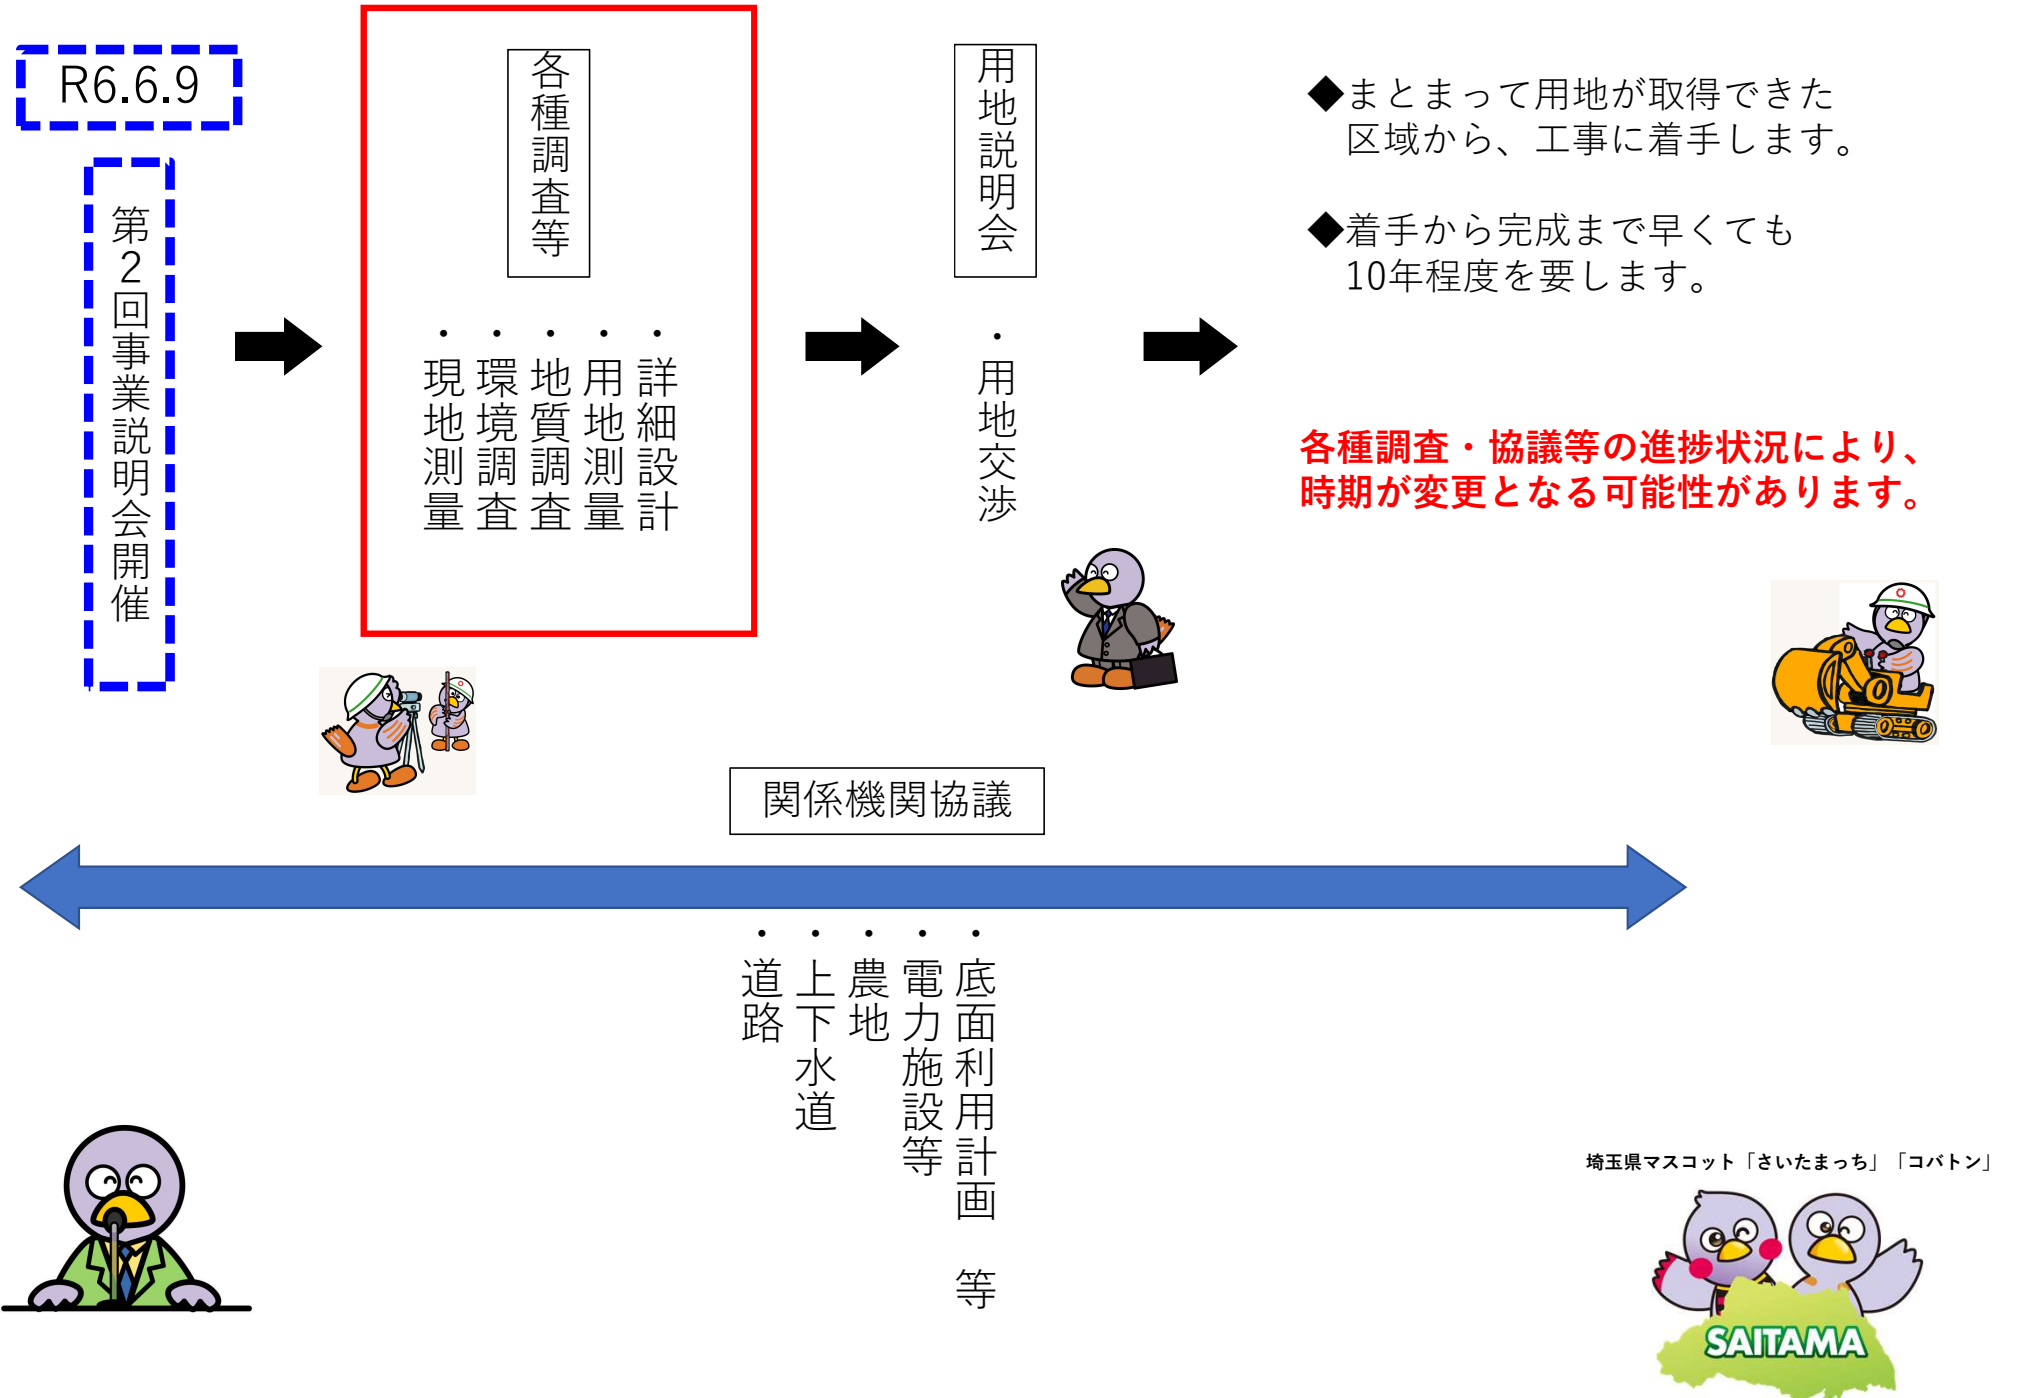 R6.6.9
第2回事業説明会開催
各種調査等
・現地測量
・環境調査
・地質調査
・用地測量
・詳細設計
用地説明会
・用地交渉
◆まとまって用地が取得できた
区域から、工事に着手します。
◆着手から完成まで早くても
10年程度を要します。
各種調査・協議等の進捗状況により、
時期が変更となる可能性があります。
関係機関協議
・道路
・上下水道
・農地
・電力施設等
・底面利用計画 等
埼玉県マスコット「さいたまっち」「コバトン」
SAITAMA